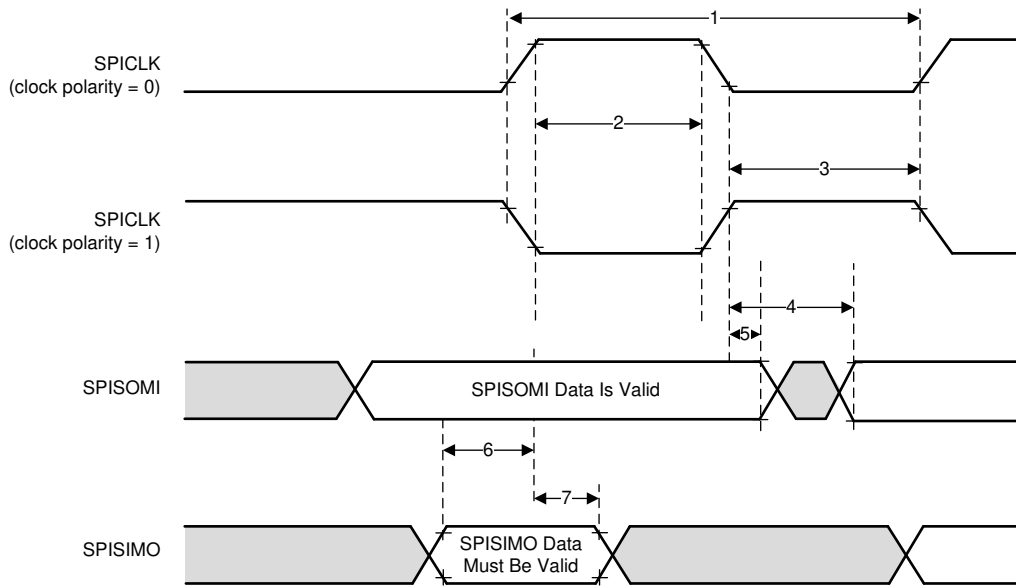 1
SPICLK
(clock polarity = 0)
2
3
SPICLK
(clock polarity = 1)
4
5
SPISOMI
SPISOMI Data Is Valid
6
7
SPISIMO
SPISIMO Data
Must Be Valid